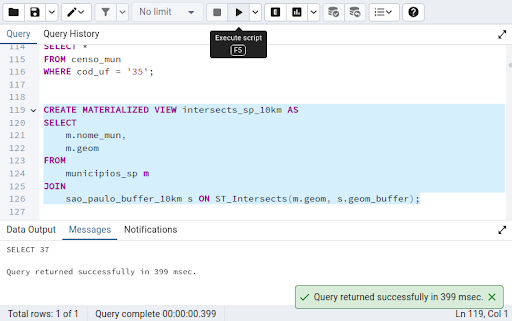 No limit
Execute script
F5
Query Query History
114 SELECT *
115 FROM censo_mun
116 WHERE cod_uf = '35';
117
118
119 CREATE MATERIALIZED VIEW intersects_sp_10km AS
120 SELECT
121 m.nome_mun,
122 m.geom
123 FROM
124 municipios_sp m
125 JOIN
126 sao_paulo_buffer_10km s ON ST_Intersects(m.geom, s.geom_buffer);
127
Data Output Messages Notifications
SELECT 37
Query returned successfully in 399 msec.
Query returned successfully in 399 msec.
Total rows: 1 of 1 Query complete 00:00:00.399 Ln 119, Col 1